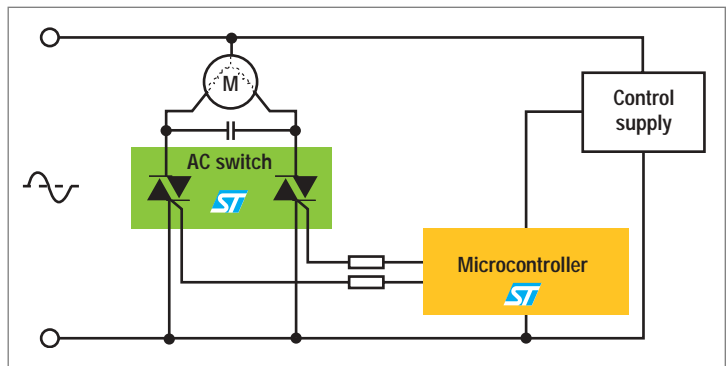 M
Control
supply
AC switch
ST
Microcontroller
ST